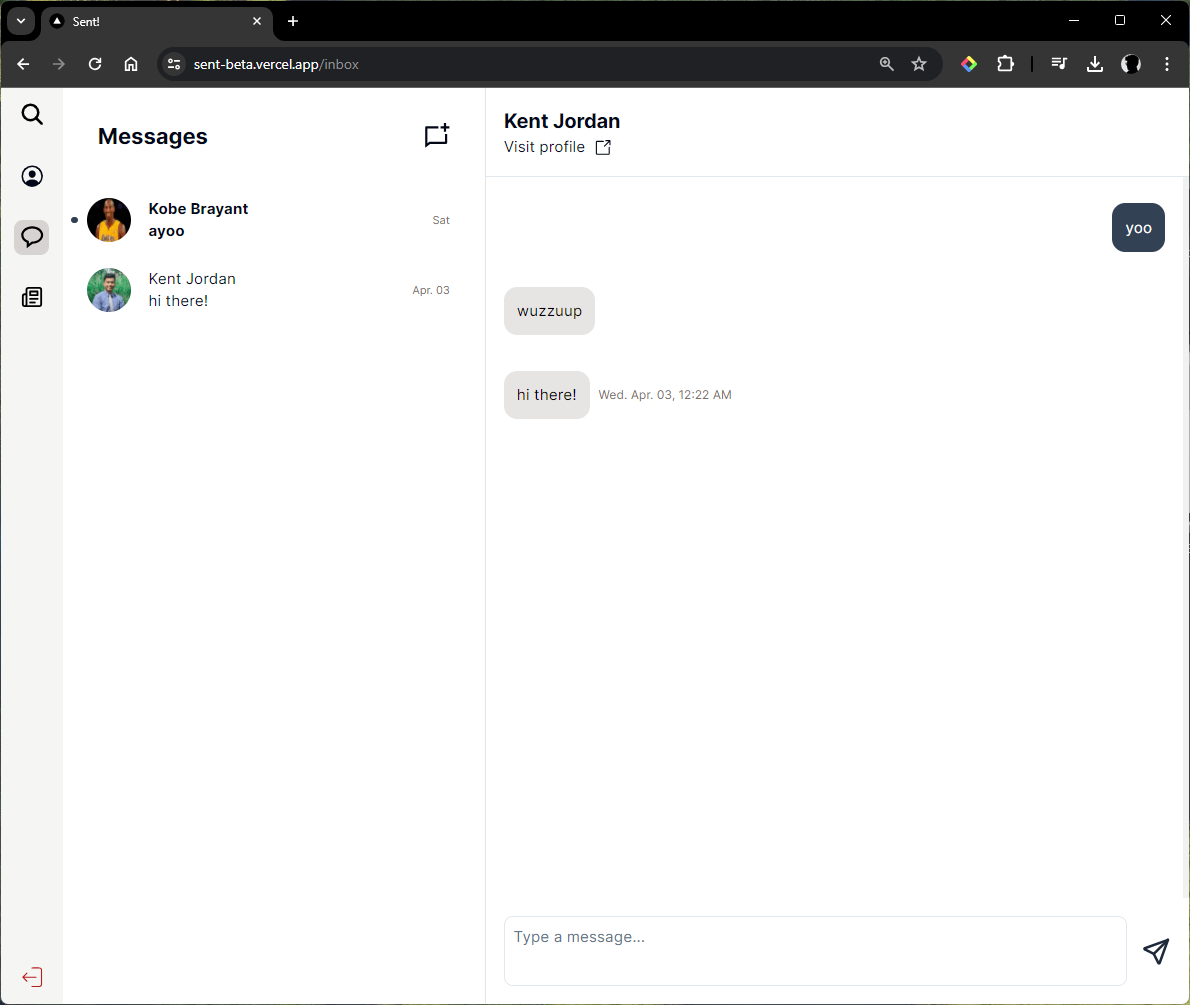 Sent!
sent-beta.vercel.app/inbox
Messages
Kobe Brayant
ayoo
Sat
Kent Jordan
hi there!
Apr. 03
Kent Jordan
Visit profile
yoo
wuzzuup
hi there!
Wed. Apr. 03, 12:22 AM
Type a message...